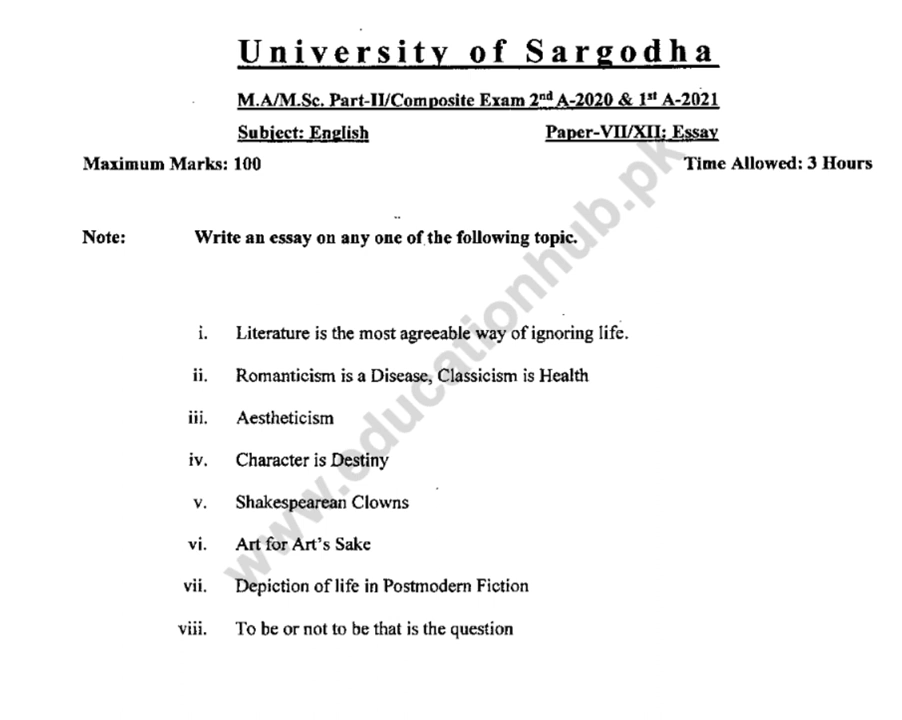 University of Sargodha
M.A/M.Sc. Part-II/Composite Exam 2nd A-2020 & 1st A-2021
Subject: English Paper-VII/XII: Essay
Maximum Marks: 100 Time Allowed: 3 Hours
Note: Write an essay on any one of the following topic.
i. Literature is the most agreeable way of ignoring life.
ii. Romanticism is a Disease, Classicism is Health
iii. Aestheticism
iv. Character is Destiny
v. Shakespearean Clowns
vi. Art for Art's Sake
vii. Depiction of life in Postmodern Fiction
viii. To be or not to be that is the question
www.educationhub.pk